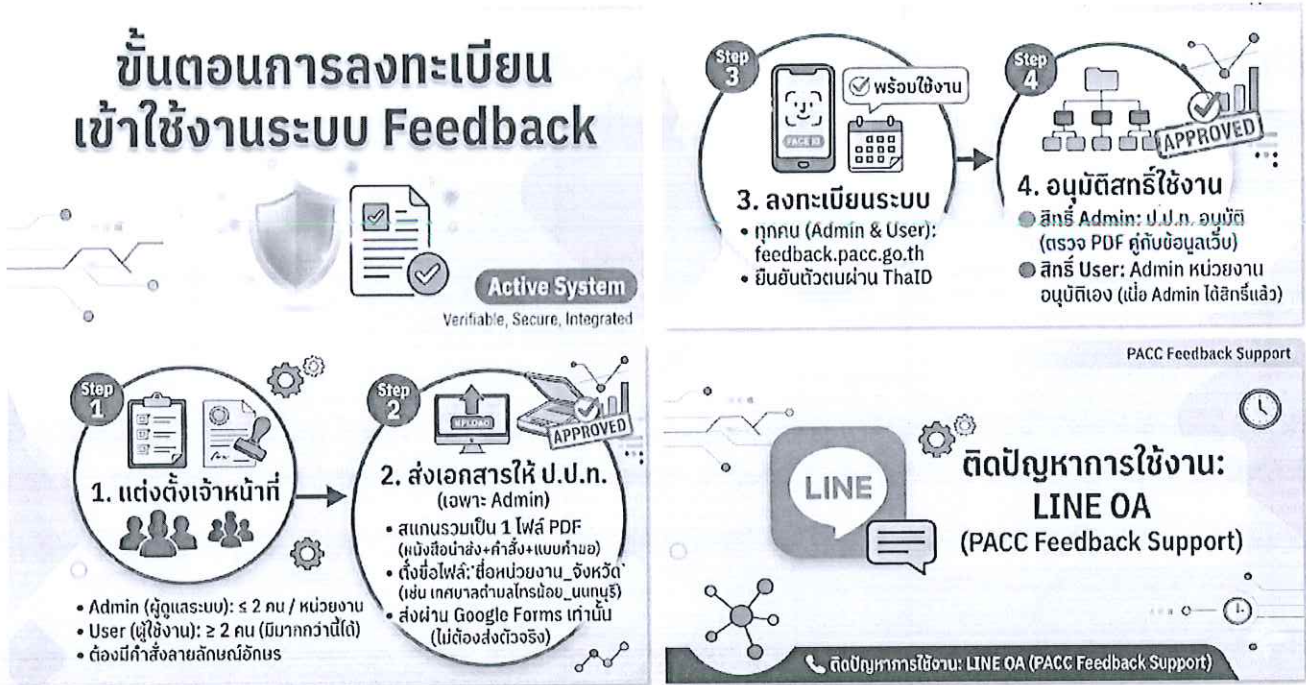 ขั้นตอนการลงทะเบียน
เข้าใช้งานระบบ Feedback
Active System
Verifiable, Secure, Integrated
Step
1
1. แต่งตั้งเจ้าหน้าที่
• Admin (ผู้ดูแลระบบ): ≤ 2 คน / หน่วยงาน
• User (ผู้ใช้งาน): ≥ 2 คน (มีมากกว่านี้ได้)
• ต้องมีคำสั่งลายลักษณ์อักษร
Step
2
UPLOAD
APPROVED
2. ส่งเอกสารให้ ป.ป.ท.
(เฉพาะ Admin)
• สแกนรวมเป็น 1 ไฟล์ PDF
(หนังสือนำส่ง+คำสั่ง+แบบคำขอ)
• ตั้งชื่อไฟล์:'ชื่อหน่วยงาน_จังหวัด'
(เช่น เทศบาลตำบลไทรน้อย_นนทบุรี)
• ส่งผ่าน Google Forms เท่านั้น
(ไม่ต้องส่งตัวจริง)
Step
3
FACE ID
พร้อมใช้งาน
3. ลงทะเบียนระบบ
• ทุกคน (Admin & User):
feedback.pacc.go.th
• ยืนยันตัวตนผ่าน ThaID
Step
4
APPROVED
4. อนุมัติสิทธิ์ใช้งาน
สิทธิ์ Admin: ป.ป.ท. อนุมัติ
(ตรวจ PDF คู่กับข้อมูลเว็บ)
สิทธิ์ User: Admin หน่วยงาน
อนุมัติเอง (เมื่อ Admin ได้สิทธิ์แล้ว)
PACC Feedback Support
LINE
ติดปัญหาการใช้งาน:
LINE OA
(PACC Feedback Support)
ติดปัญหาการใช้งาน: LINE OA (PACC Feedback Support)